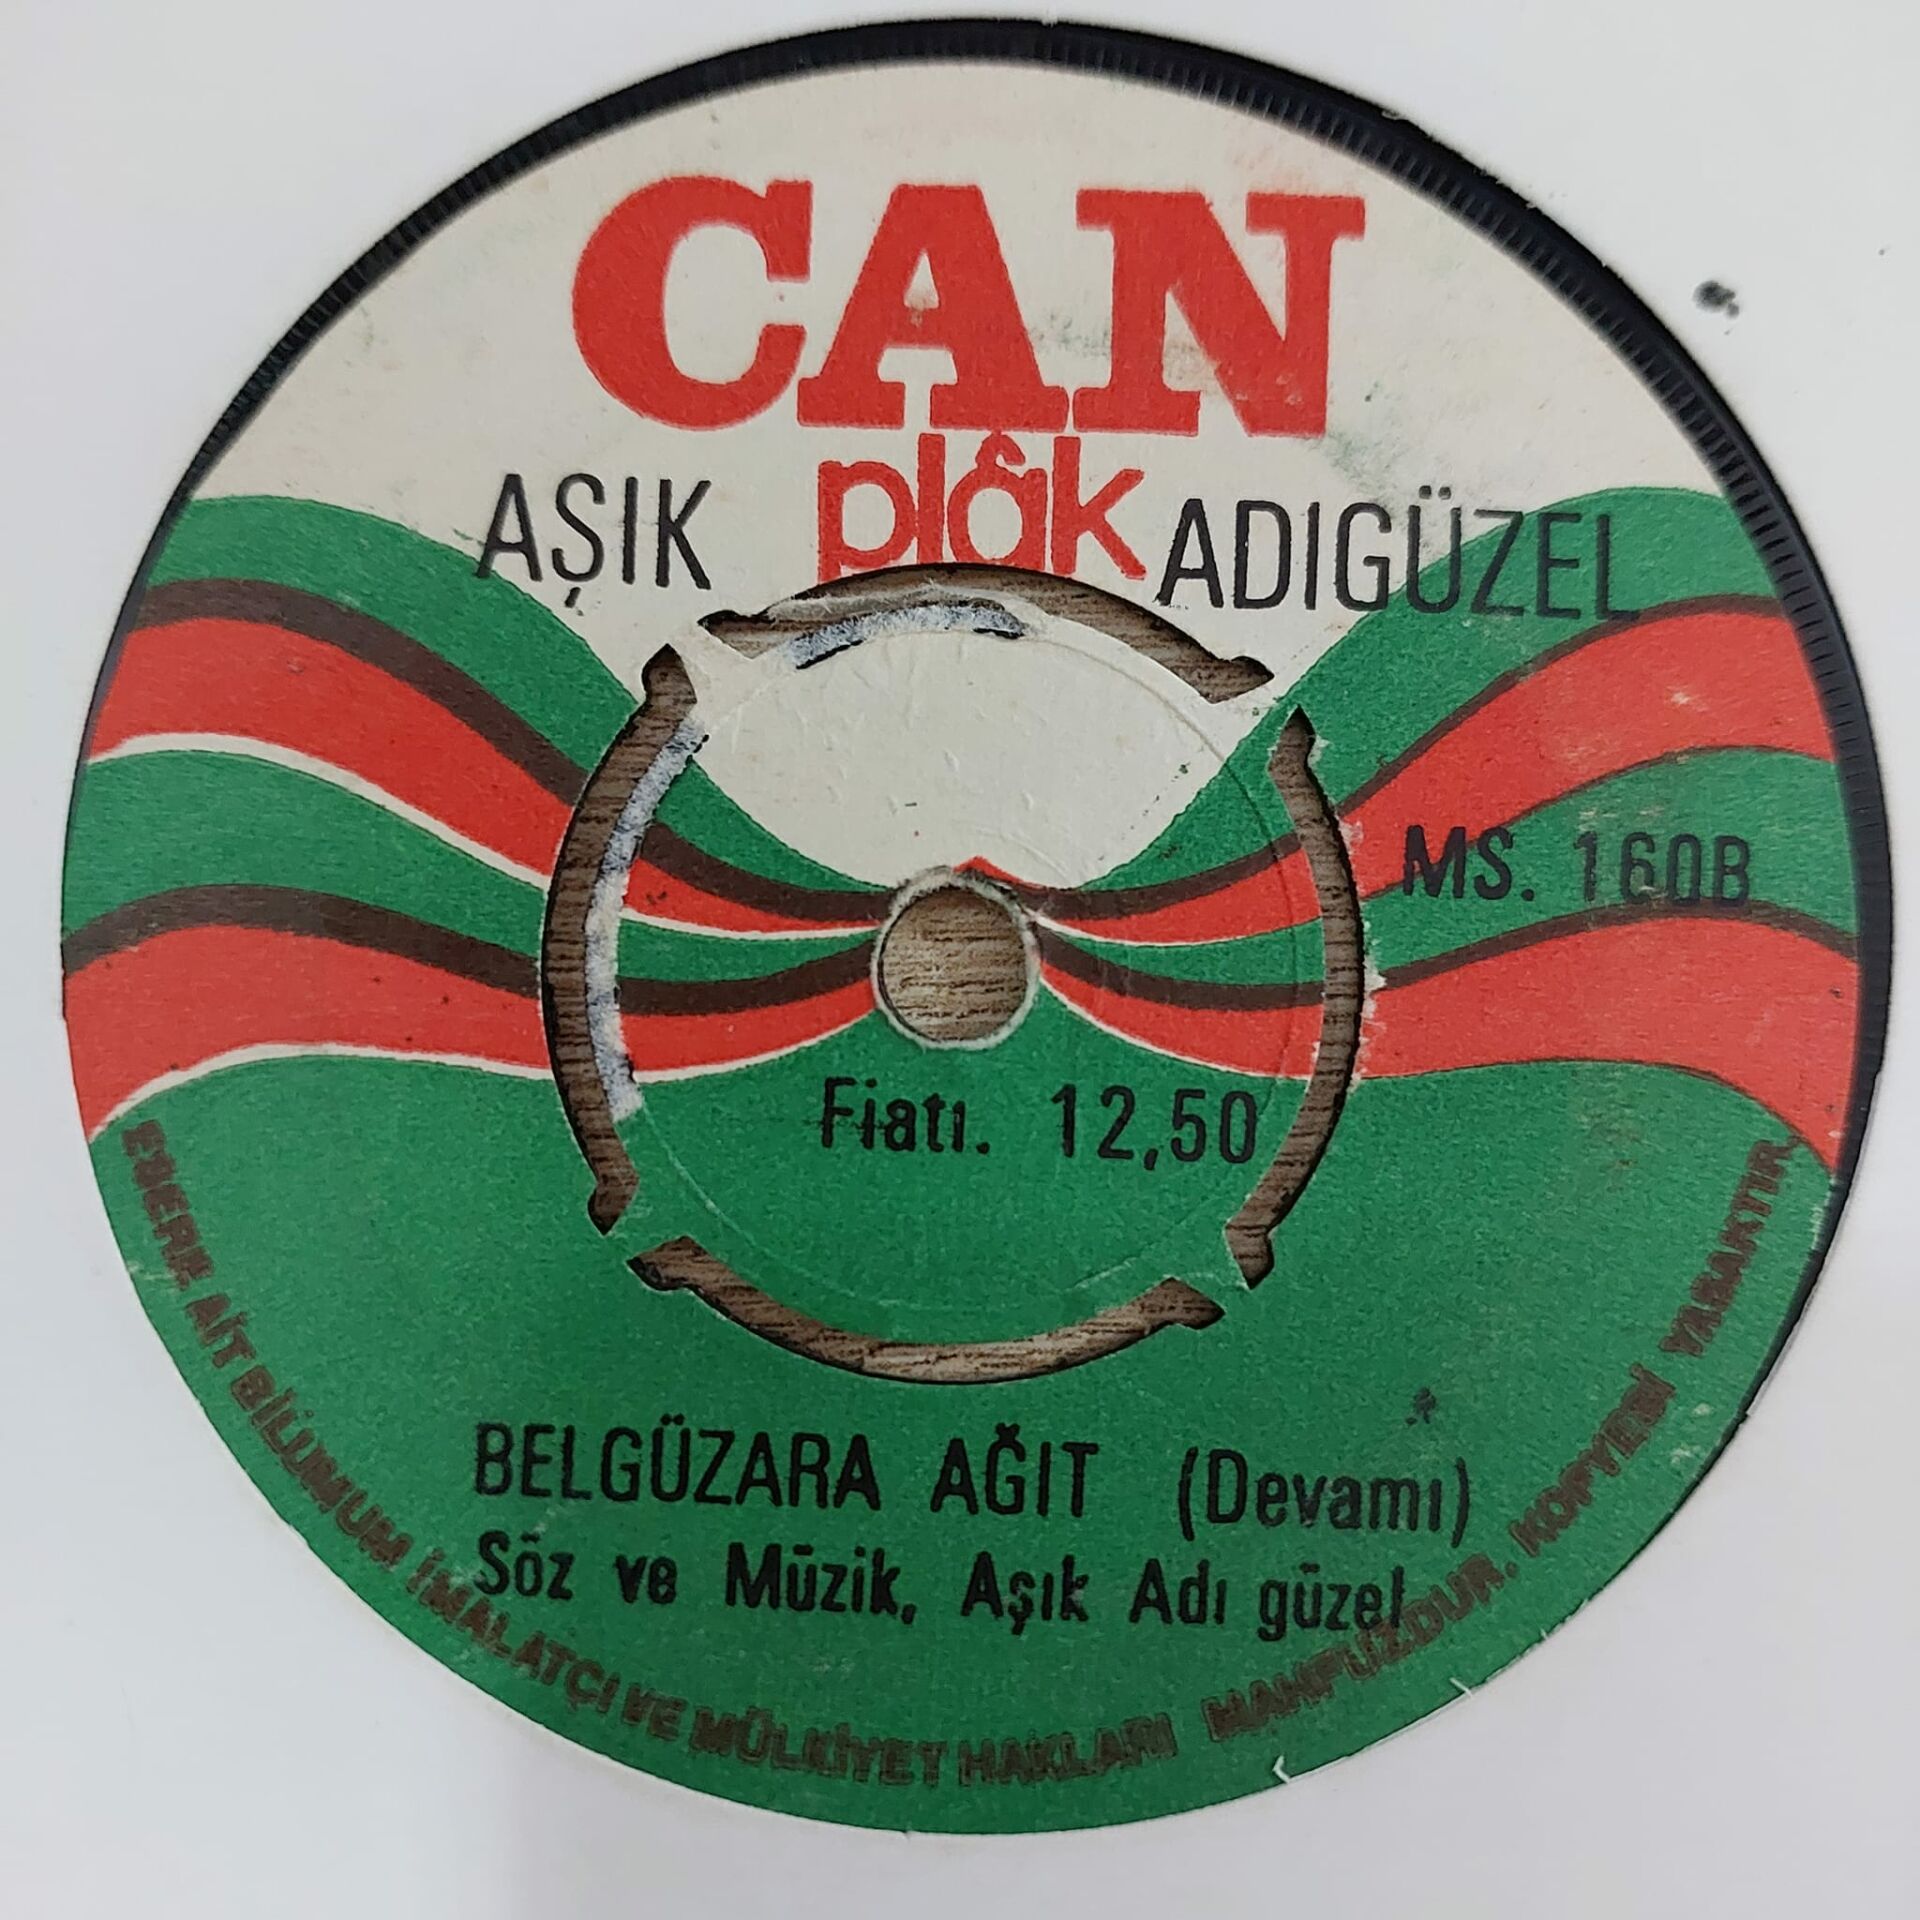 CAN
plâk
AŞIK ADIGÜZEL
MS. 160B
Fiatı. 12,50
BELGÜZARA AĞIT (Devamı)
Söz ve Müzik, Aşık Adı güzel
ESERE AİT BİLUMUM İMALATÇI VE MÜLKİYET HAKLARI MAHFUZDUR. KOPYESİ YASAKTIR.